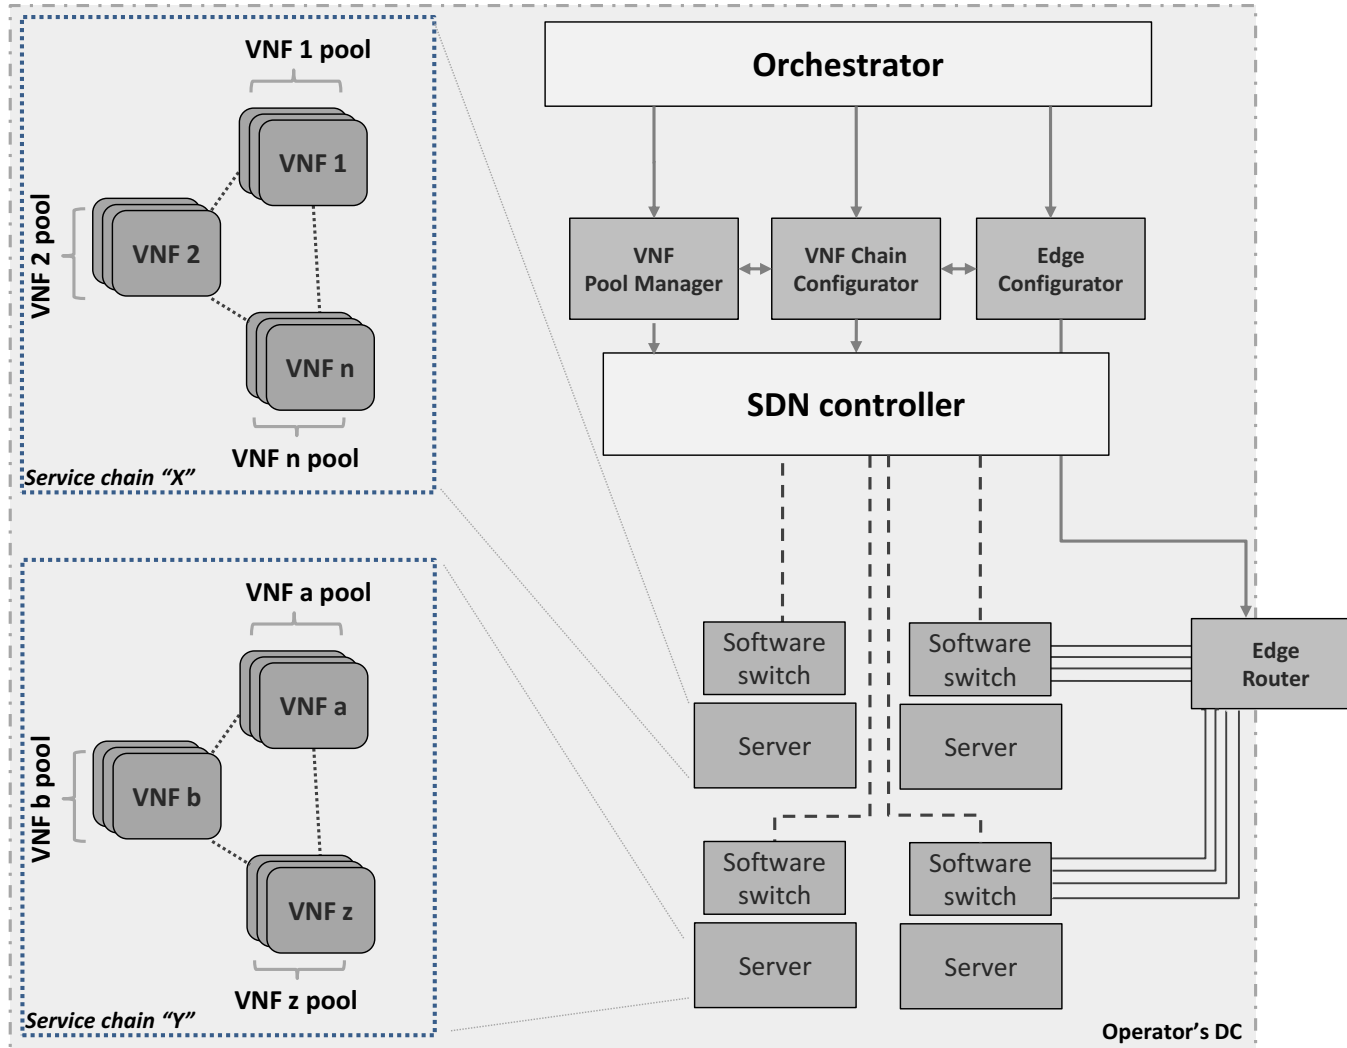 VNF 1 pool
VNF 1
VNF 2 pool
VNF 2
VNF n
VNF n pool
Service chain “X”
VNF a pool
VNF a
VNF b pool
VNF b
VNF z
VNF z pool
Service chain “Y”
Orchestrator
VNF
Pool Manager
VNF Chain
Configurator
Edge
Configurator
SDN controller
Software
switch
Server
Software
switch
Server
Edge
Router
Software
switch
Server
Software
switch
Server
Operator’s DC